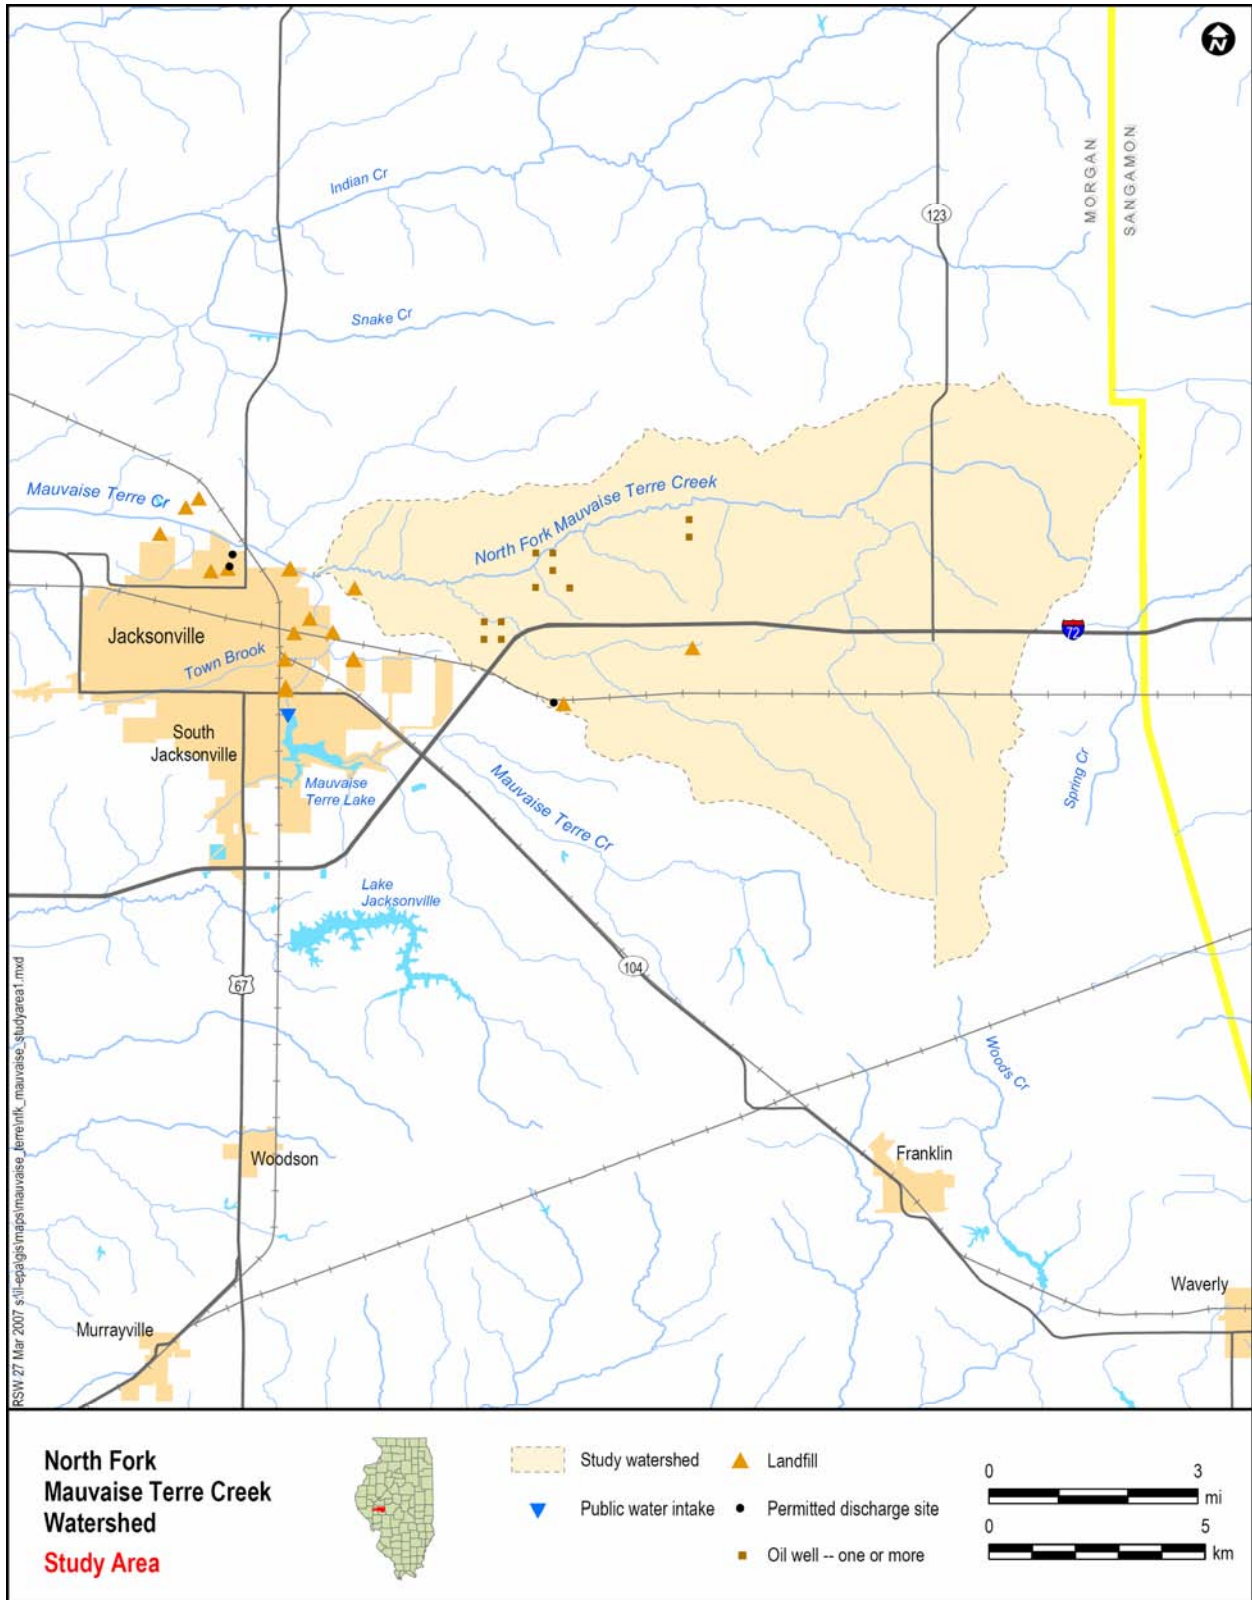 N
Indian Cr
123
MORGAN
SANGAMON
Snake Cr
Mauvaise Terre Cr
North Fork Mauvaise Terre Creek
Jacksonville
Town Brook
72
South
Jacksonville
Mauvaise
Terre Lake
Mauvaise Terre Cr
Spring Cr
Lake
Jacksonville
67
104
Woods Cr
Woodson
Franklin
Waverly
Murrayville
RSW 27 Mar 2007 s:\il-epa\gis\maps\mauvaise_terre\nfk_mauvaise_studyarea1.mxd
North Fork
Mauvaise Terre Creek
Watershed
Study Area
Study watershed
Landfill
Public water intake
Permitted discharge site
Oil well -- one or more
0 3
mi
0 5
km